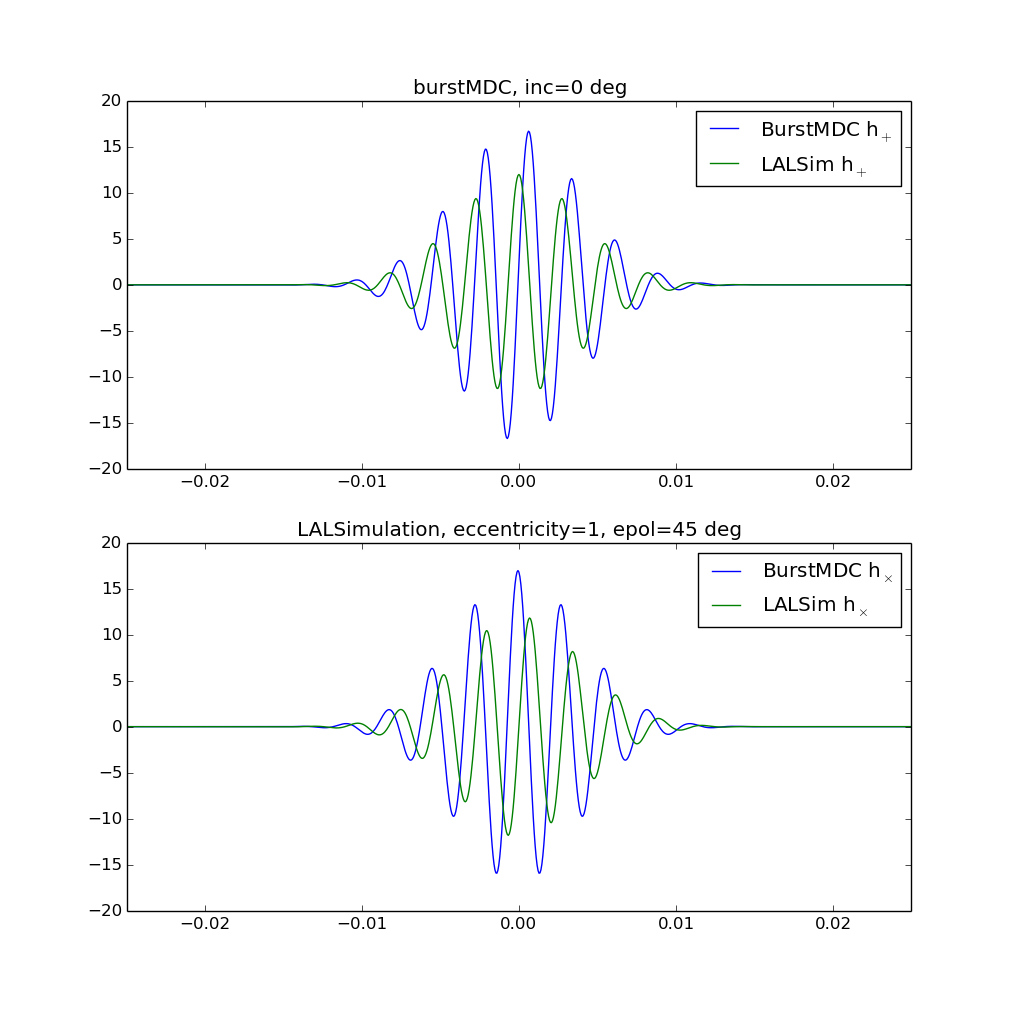 burstMDC, inc=0 deg
20
15
10
5
0
−5
−10
−15
−20
BurstMDC h₊
LALSim h₊
−0.02 −0.01 0.00 0.01 0.02
LALSimulation, eccentricity=1, epol=45 deg
20
15
10
5
0
−5
−10
−15
−20
BurstMDC h×
LALSim h×
−0.02 −0.01 0.00 0.01 0.02